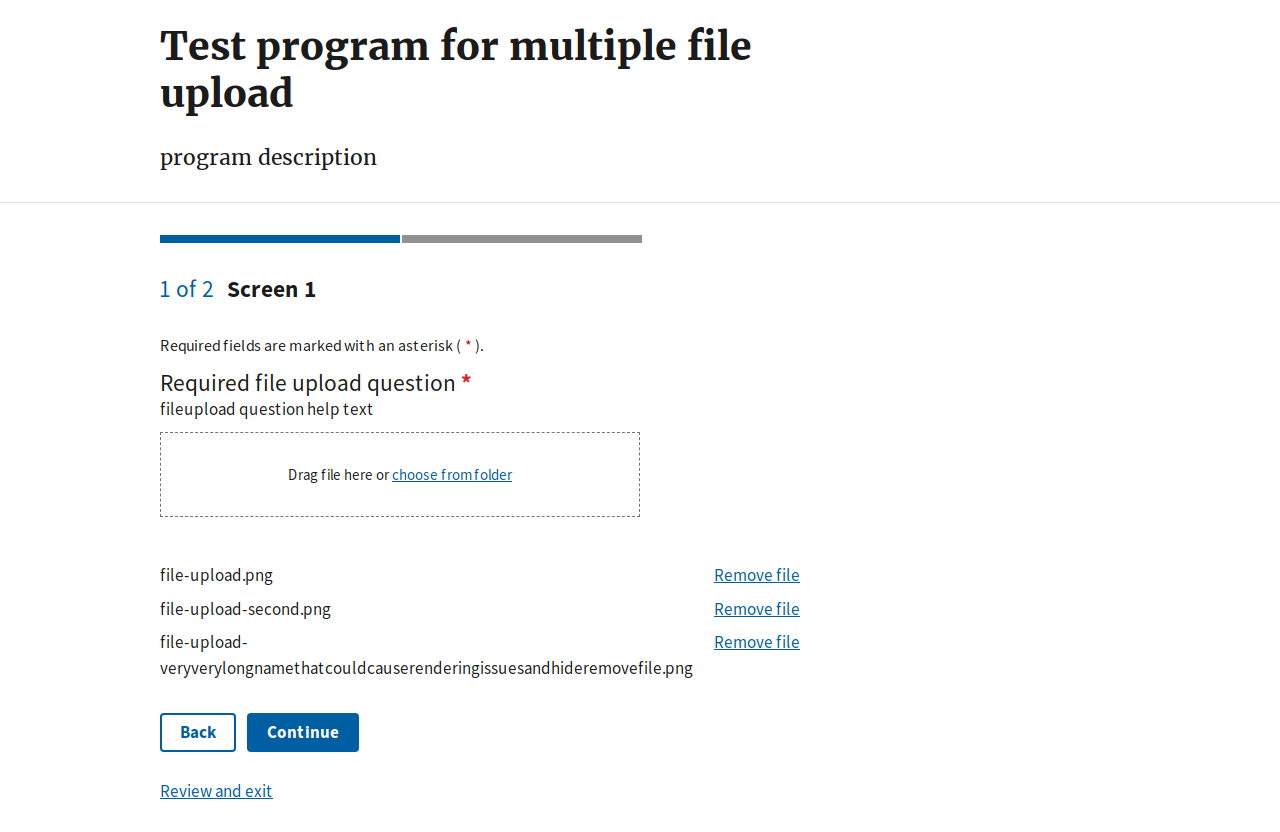 Test program for multiple file
upload
program description
1 of 2 Screen 1
Required fields are marked with an asterisk ( * ).
Required file upload question *
fileupload question help text
Drag file here or choose from folder
file-upload.png Remove file
file-upload-second.png Remove file
file-upload- Remove file
veryverylongnamethatcouldcauserenderingissuesandhideremovefile.png
Back Continue
Review and exit